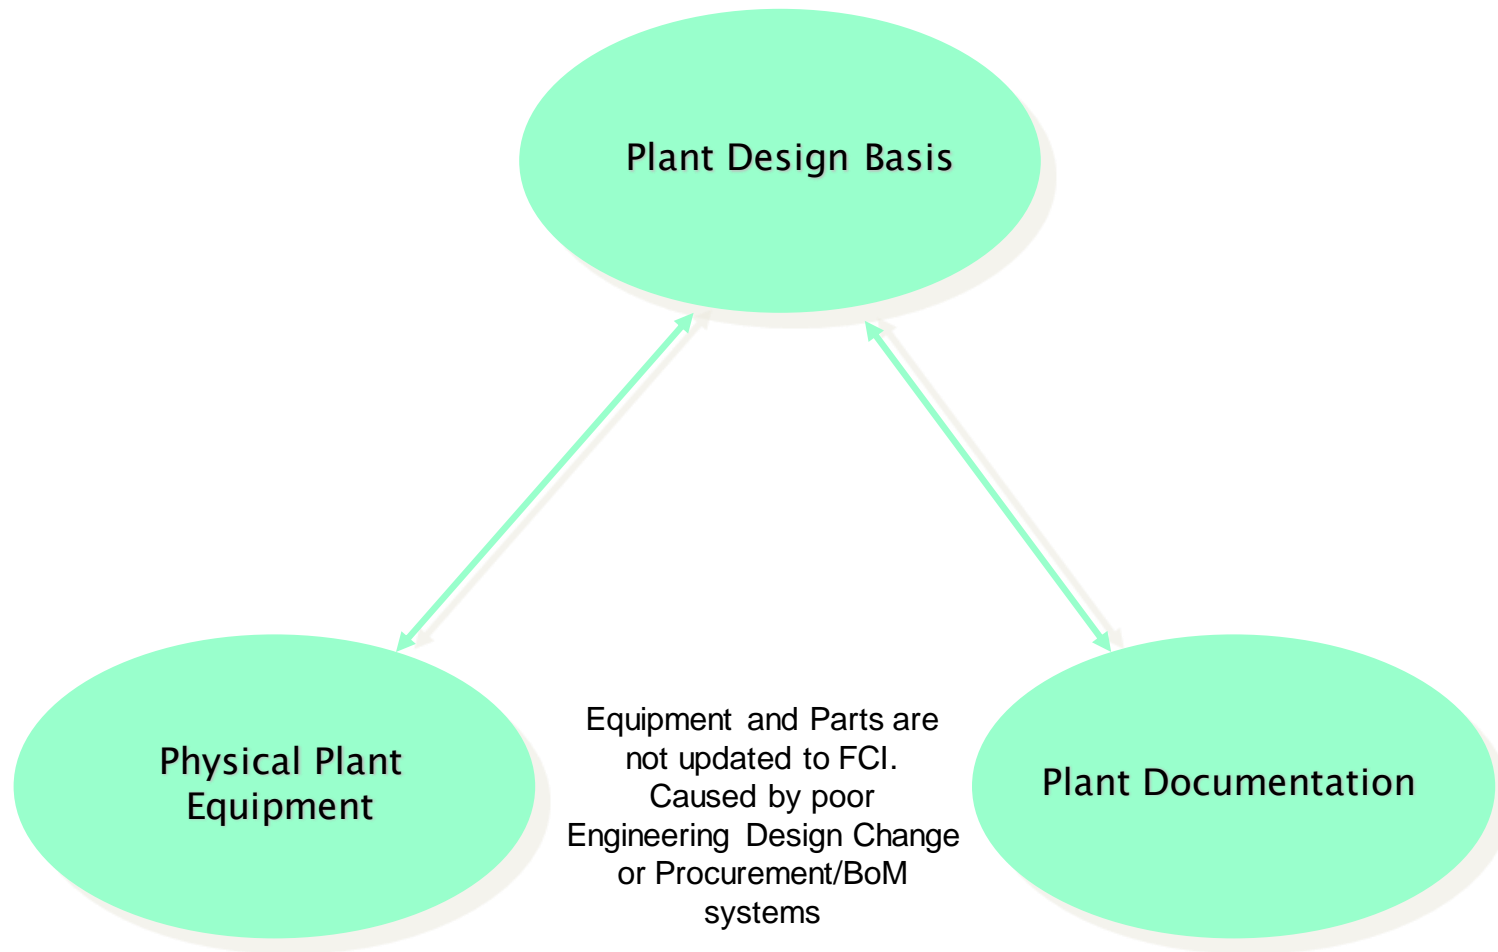 Plant Design Basis
Physical Plant
Equipment
Equipment and Parts are
not updated to FCI.
Caused by poor
Engineering Design Change
or Procurement/BoM
systems
Plant Documentation